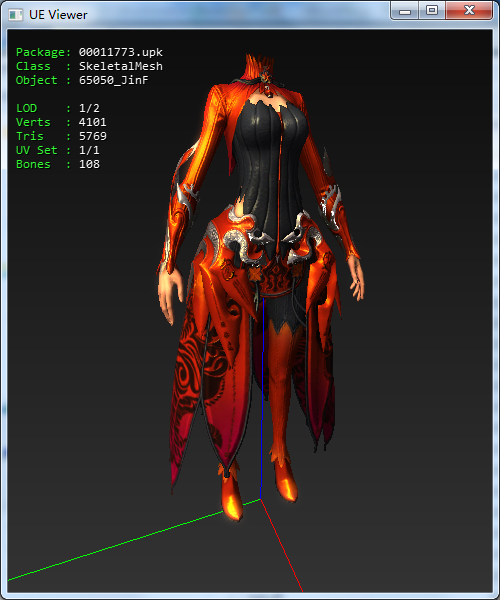 UE Viewer
Package: 00011773.upk
Class : SkeletalMesh
Object : 65050_JinF
LOD : 1/2
Verts : 4101
Tris : 5769
UV Set : 1/1
Bones : 108